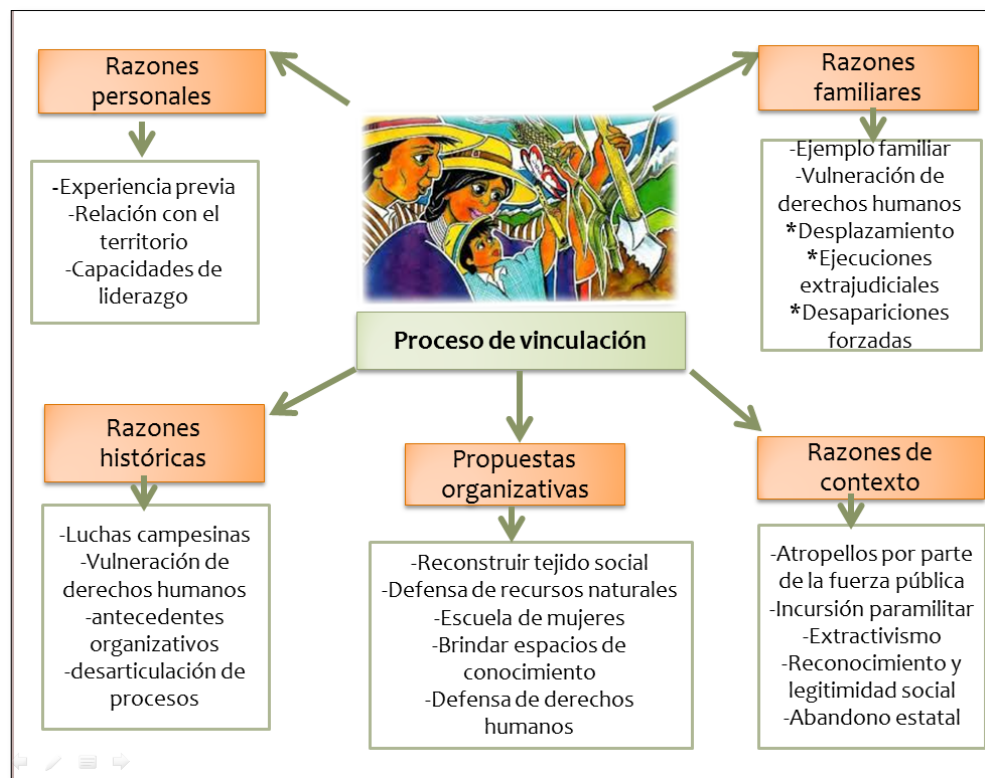 Razones
personales
-Experiencia previa
-Relación con el
territorio
-Capacidades de
liderazgo
Razones
familiares
-Ejemplo familiar
-Vulneración de
derechos humanos
*Desplazamiento
*Ejecuciones
extrajudiciales
*Desapariciones
forzadas
Proceso de vinculación
Razones
históricas
-Luchas campesinas
-Vulneración de
derechos humanos
-antecedentes
organizativos
-desarticulación de
procesos
Propuestas
organizativas
-Reconstruir tejido social
-Defensa de recursos naturales
-Escuela de mujeres
-Brindar espacios de
conocimiento
-Defensa de derechos
humanos
Razones de
contexto
-Atropellos por parte
de la fuerza pública
-Incursión paramilitar
-Extractivismo
-Reconocimiento y
legitimidad social
-Abandono estatal